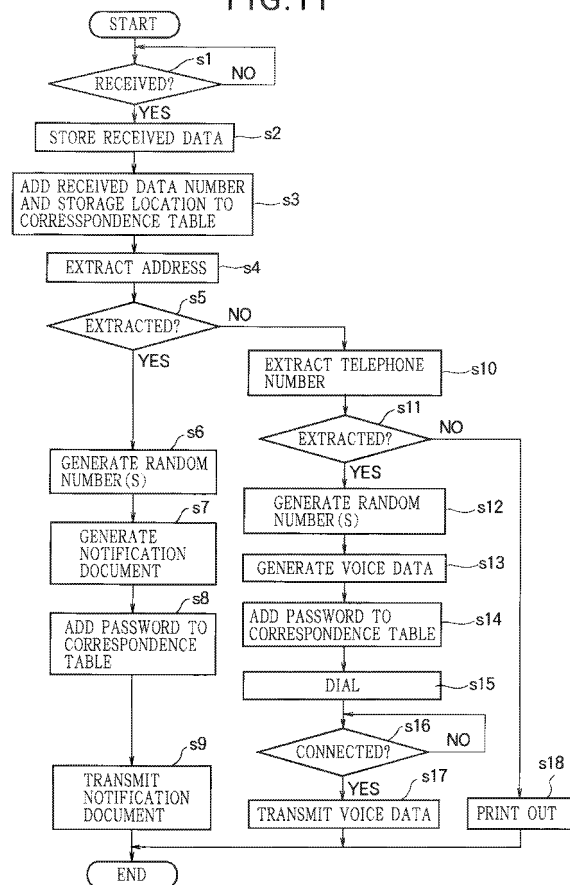 FIG.11
START
s1
RECEIVED?
NO
YES
STORE RECEIVED DATA
s2
ADD RECEIVED DATA NUMBER
AND STORAGE LOCATION TO
CORRESSPONDENCE TABLE
s3
EXTRACT ADDRESS
s4
s5
EXTRACTED?
NO
YES
EXTRACT TELEPHONE
NUMBER
s10
s11
EXTRACTED?
NO
YES
s6
GENERATE RANDOM
NUMBER(S)
s7
GENERATE
NOTIFICATION
DOCUMENT
s8
ADD PASSWORD TO
CORRESPONDENCE
TABLE
s9
TRANSMIT
NOTIFICATION
DOCUMENT
GENERATE RANDOM
NUMBER(S)
s12
GENERATE VOICE DATA
s13
ADD PASSWORD TO
CORRESPONDENCE TABLE
s14
DIAL
s15
s16
CONNECTED?
NO
YES
s17
TRANSMIT VOICE DATA
s18
PRINT OUT
END